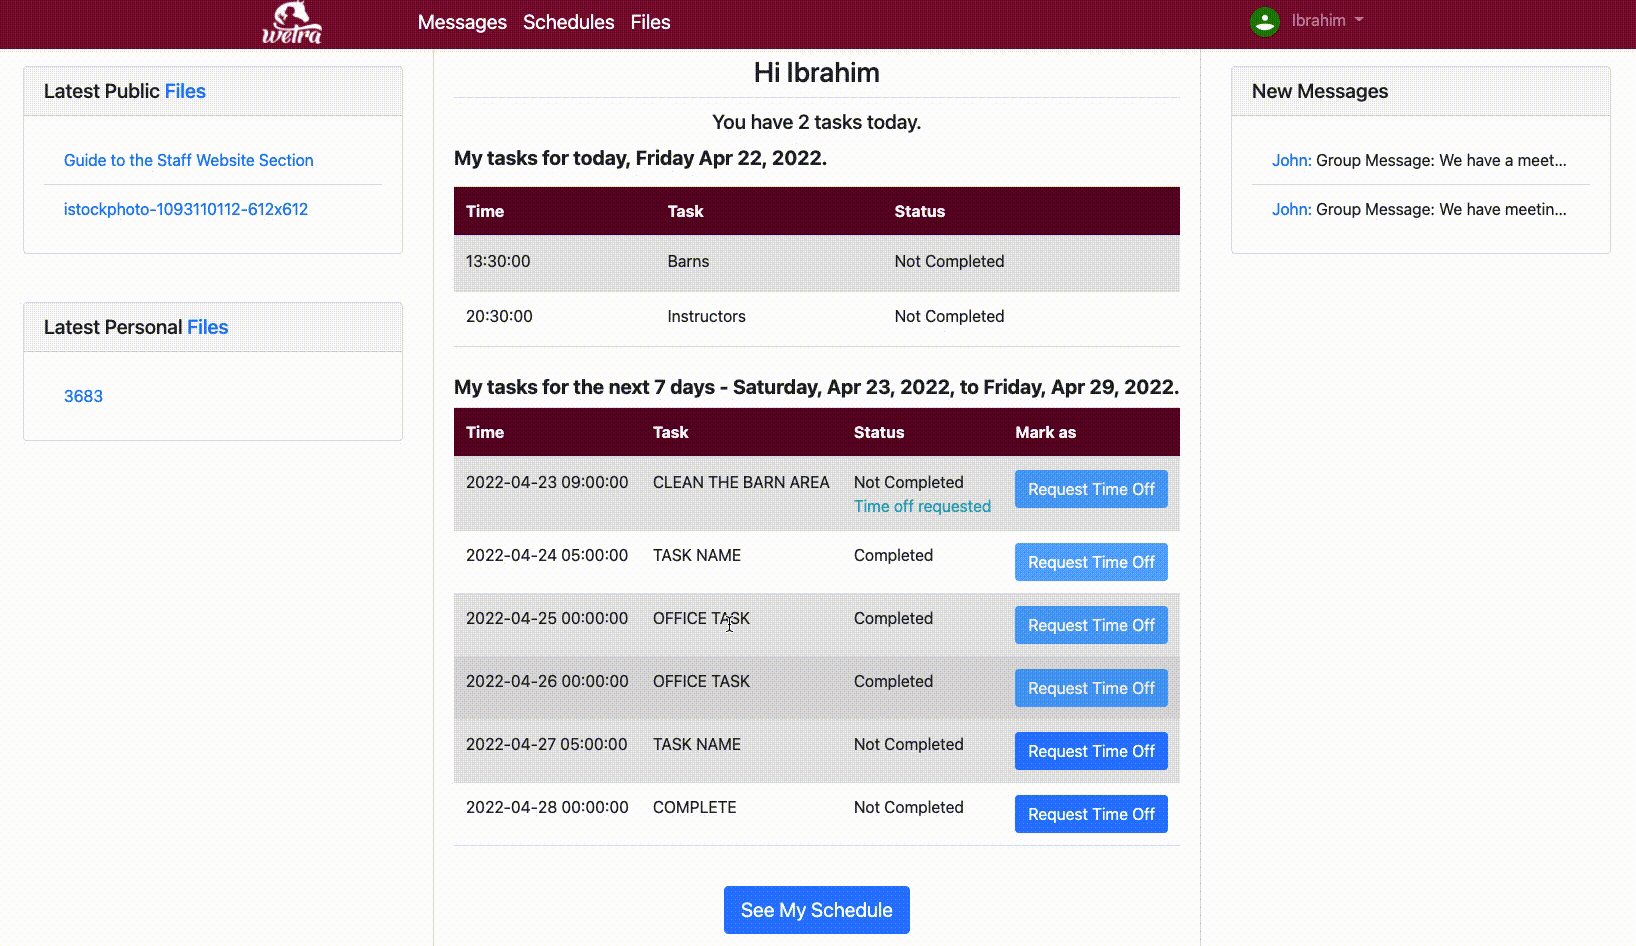 wetra
Messages Schedules Files
Ibrahim
Latest Public Files
Guide to the Staff Website Section
istockphoto-1093110112-612x612
Latest Personal Files
3683
Hi Ibrahim
You have 2 tasks today.
My tasks for today, Friday Apr 22, 2022.
Time Task Status
13:30:00 Barns Not Completed
20:30:00 Instructors Not Completed
My tasks for the next 7 days - Saturday, Apr 23, 2022, to Friday, Apr 29, 2022.
Time Task Status Mark as
2022-04-23 09:00:00 CLEAN THE BARN AREA Not Completed Request Time Off
Time off requested
2022-04-24 05:00:00 TASK NAME Completed Request Time Off
2022-04-25 00:00:00 OFFICE TASK Completed Request Time Off
2022-04-26 00:00:00 OFFICE TASK Completed Request Time Off
2022-04-27 05:00:00 TASK NAME Not Completed Request Time Off
2022-04-28 00:00:00 COMPLETE Not Completed Request Time Off
See My Schedule
New Messages
John: Group Message: We have a meet...
John: Group Message: We have meetin...